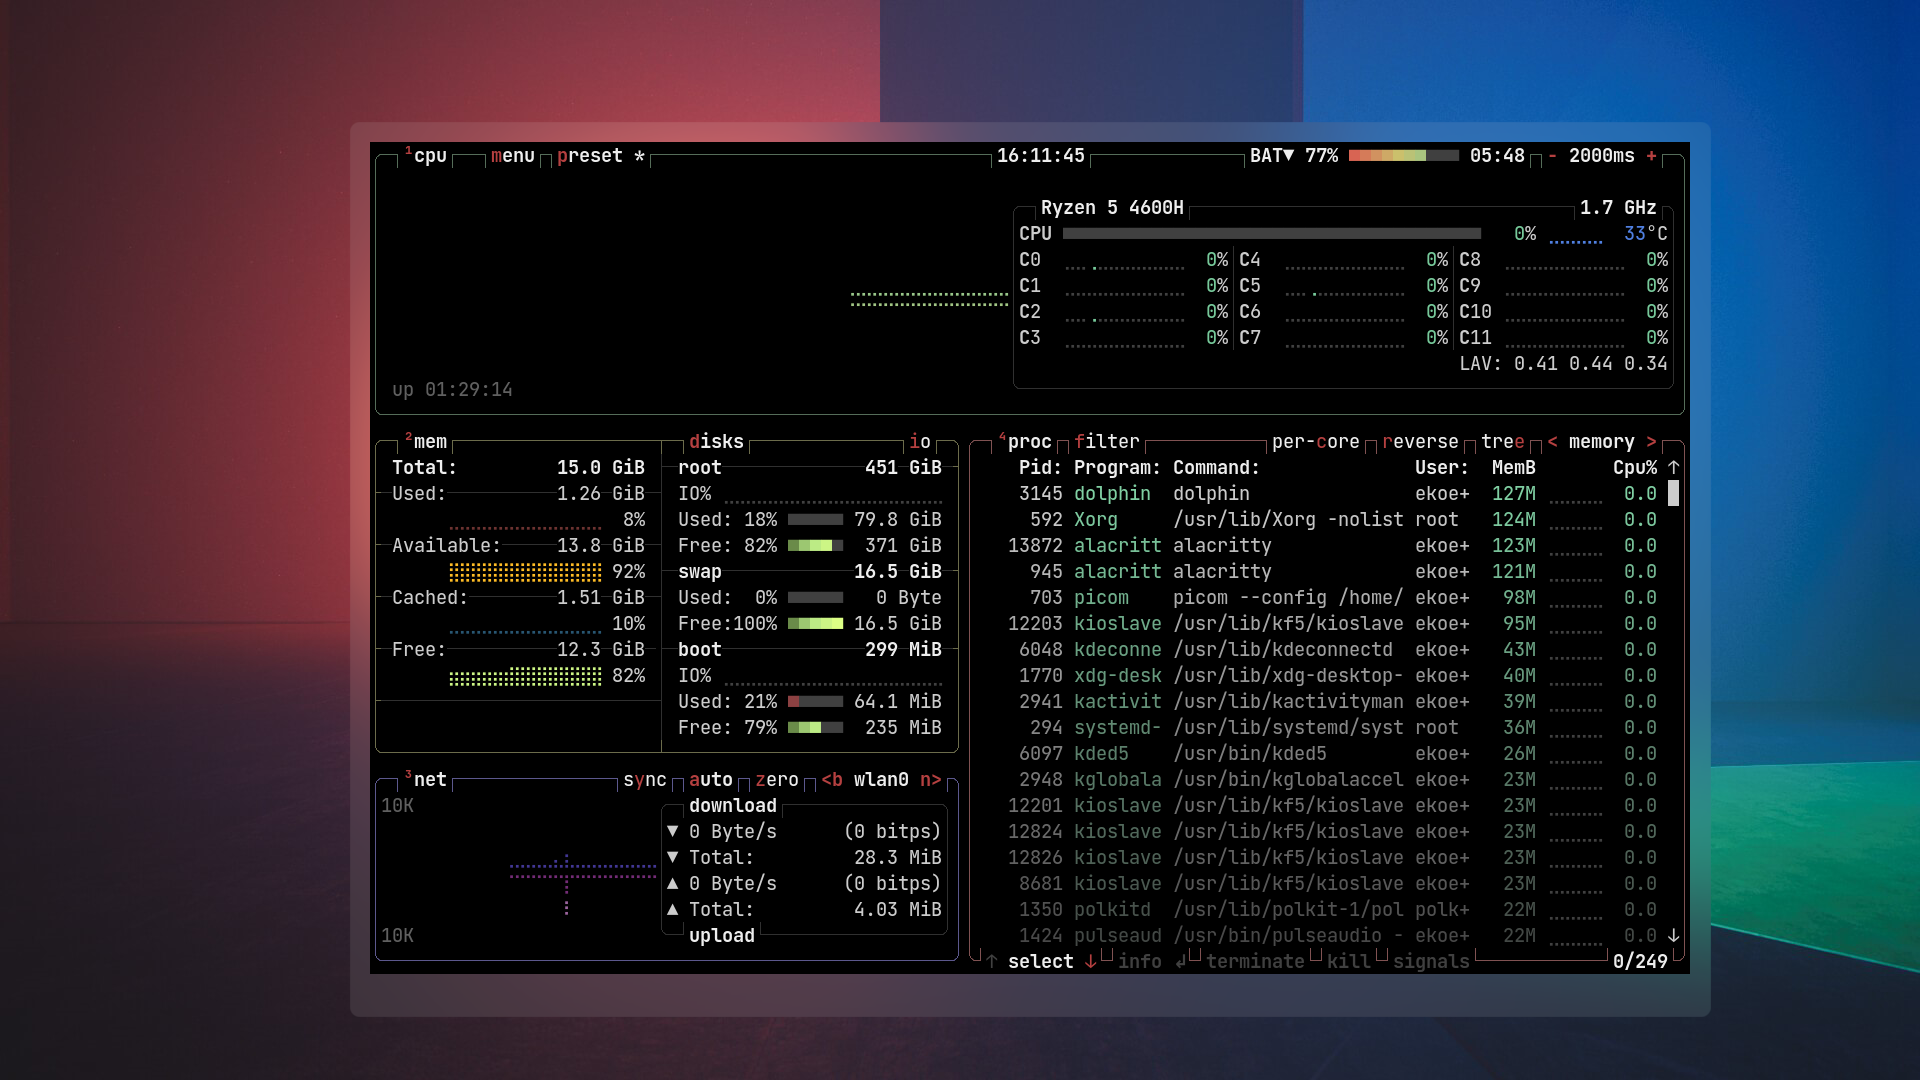 ¹cpu menu preset * 16:11:45 BAT▼ 77% 05:48 - 2000ms +
Ryzen 5 4600H 1.7 GHz
CPU 0% 33°C
C0 0% C4 0% C8 0%
C1 0% C5 0% C9 0%
C2 0% C6 0% C10 0%
C3 0% C7 0% C11 0%
LAV: 0.41 0.44 0.34
up 01:29:14
²mem disks io
Total: 15.0 GiB
Used: 1.26 GiB
8%
Available: 13.8 GiB
92%
Cached: 1.51 GiB
10%
Free: 12.3 GiB
82%
root 451 GiB
IO%
Used: 18% 79.8 GiB
Free: 82% 371 GiB
swap 16.5 GiB
Used: 0% 0 Byte
Free:100% 16.5 GiB
boot 299 MiB
IO%
Used: 21% 64.1 MiB
Free: 79% 235 MiB
³net sync auto zero <b wlan0 n>
10K
10K
download
▼ 0 Byte/s (0 bitps)
▼ Total: 28.3 MiB
▲ 0 Byte/s (0 bitps)
▲ Total: 4.03 MiB
upload
⁴proc filter per-core reverse tree < memory >
Pid: Program: Command: User: MemB Cpu% ↑
3145 dolphin dolphin ekoe+ 127M 0.0
592 Xorg /usr/lib/Xorg -nolist root 124M 0.0
13872 alacritt alacritty ekoe+ 123M 0.0
945 alacritt alacritty ekoe+ 121M 0.0
703 picom picom --config /home/ ekoe+ 98M 0.0
12203 kioslave /usr/lib/kf5/kioslave ekoe+ 95M 0.0
6048 kdeconne /usr/lib/kdeconnectd ekoe+ 43M 0.0
1770 xdg-desk /usr/lib/xdg-desktop- ekoe+ 40M 0.0
2941 kactivit /usr/lib/kactivityman ekoe+ 39M 0.0
294 systemd- /usr/lib/systemd/syst root 36M 0.0
6097 kded5 /usr/bin/kded5 ekoe+ 26M 0.0
2948 kglobala /usr/bin/kglobalaccel ekoe+ 23M 0.0
12201 kioslave /usr/lib/kf5/kioslave ekoe+ 23M 0.0
12824 kioslave /usr/lib/kf5/kioslave ekoe+ 23M 0.0
12826 kioslave /usr/lib/kf5/kioslave ekoe+ 23M 0.0
8681 kioslave /usr/lib/kf5/kioslave ekoe+ 23M 0.0
1350 polkitd /usr/lib/polkit-1/pol polk+ 22M 0.0
1424 pulseaud /usr/bin/pulseaudio - ekoe+ 22M 0.0 ↓
↑ select ↓ info ↲ terminate kill signals 0/249